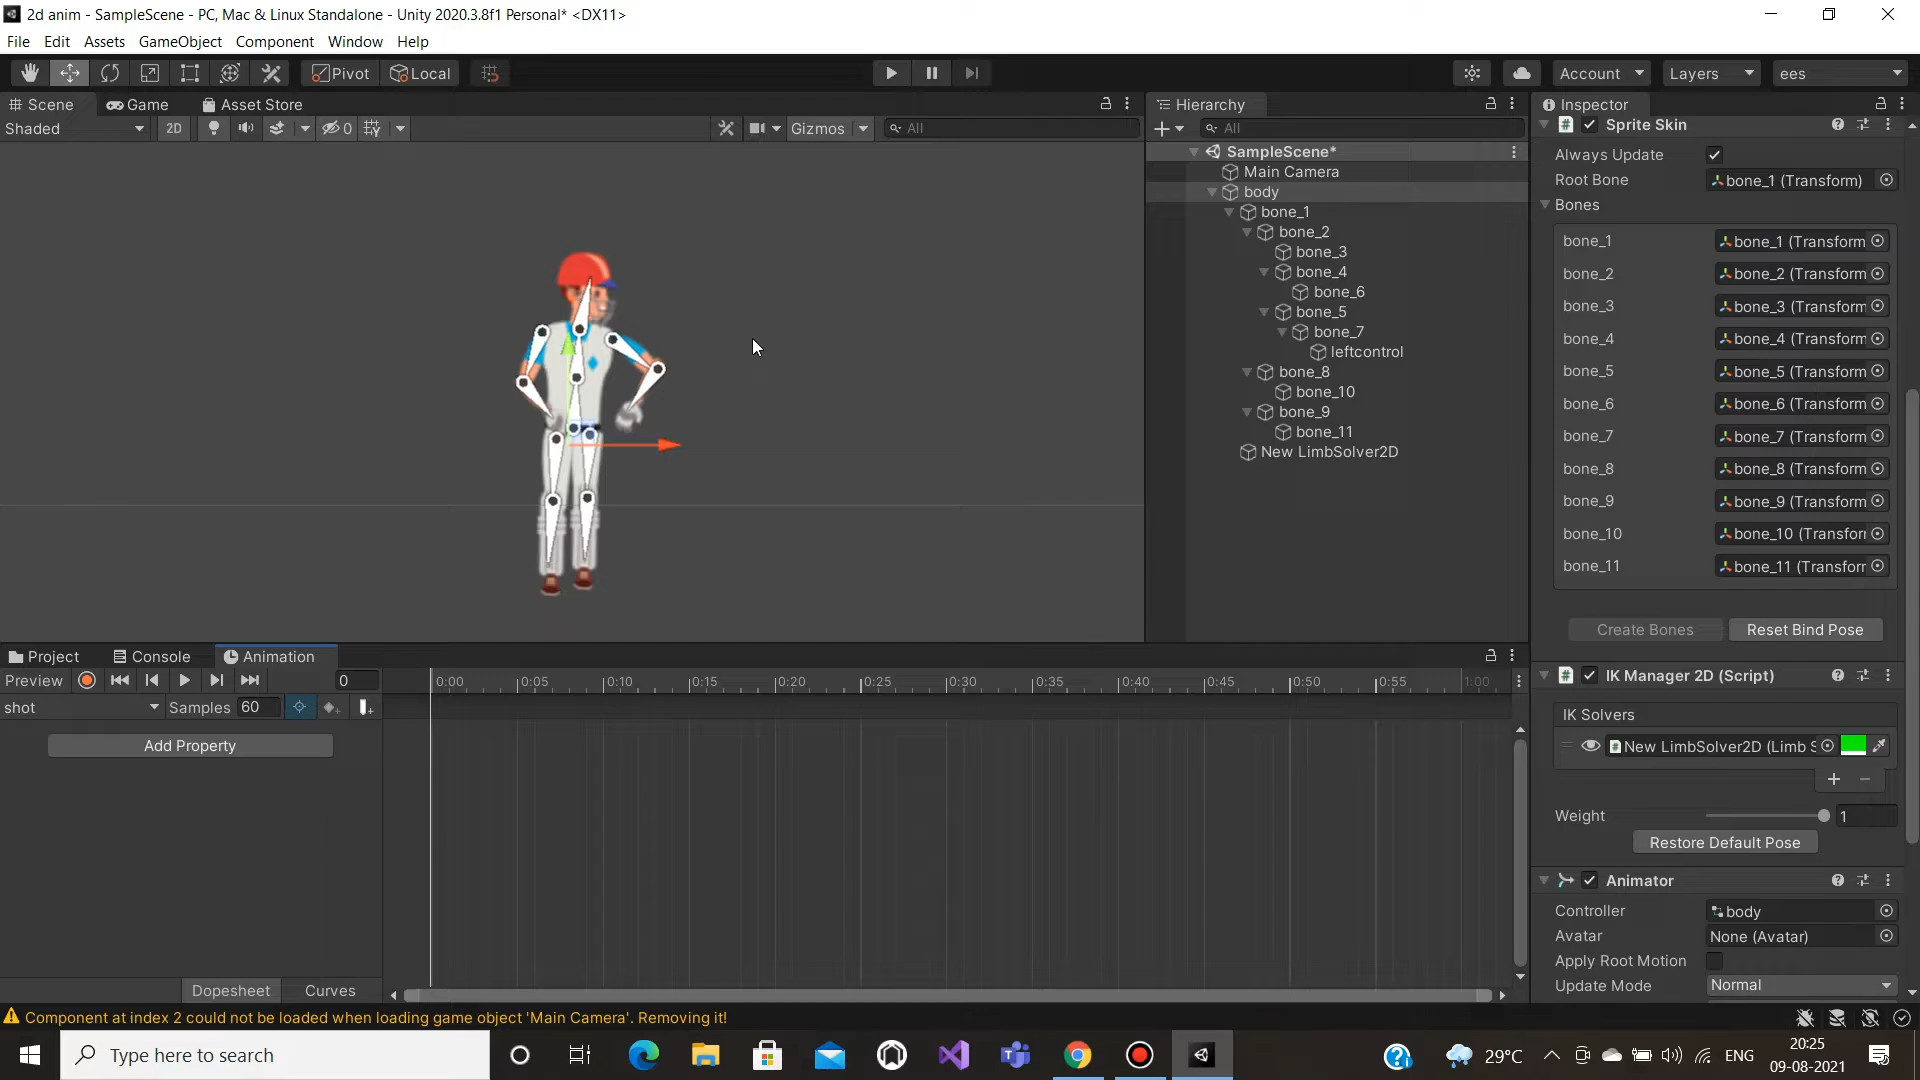 2d anim - SampleScene - PC, Mac & Linux Standalone - Unity 2020.3.8f1 Personal* <DX11>
File Edit Assets GameObject Component Window Help
Pivot Local Account Layers ees
Scene Game Asset Store
Shaded 2D 0 Gizmos All
Hierarchy
All
SampleScene*
Main Camera
body
bone_1
bone_2
bone_3
bone_4
bone_6
bone_5
bone_7
leftcontrol
bone_8
bone_10
bone_9
bone_11
New LimbSolver2D
Inspector
Sprite Skin
Always Update
Root Bone bone_1 (Transform)
Bones
bone_1 bone_1 (Transform
bone_2 bone_2 (Transform
bone_3 bone_3 (Transform
bone_4 bone_4 (Transform
bone_5 bone_5 (Transform
bone_6 bone_6 (Transform
bone_7 bone_7 (Transform
bone_8 bone_8 (Transform
bone_9 bone_9 (Transform
bone_10 bone_10 (Transfor
bone_11 bone_11 (Transfor
Create Bones Reset Bind Pose
IK Manager 2D (Script)
IK Solvers
New LimbSolver2D (Limb S
Weight 1
Restore Default Pose
Animator
Controller body
Avatar None (Avatar)
Apply Root Motion
Update Mode Normal
Project Console Animation
Preview 0 0:00 0:05 0:10 0:15 0:20 0:25 0:30 0:35 0:40 0:45 0:50 0:55 1:00
shot Samples 60
Add Property
Dopesheet Curves
Component at index 2 could not be loaded when loading game object 'Main Camera'. Removing it!
Type here to search
29°C ENG
20:25
09-08-2021